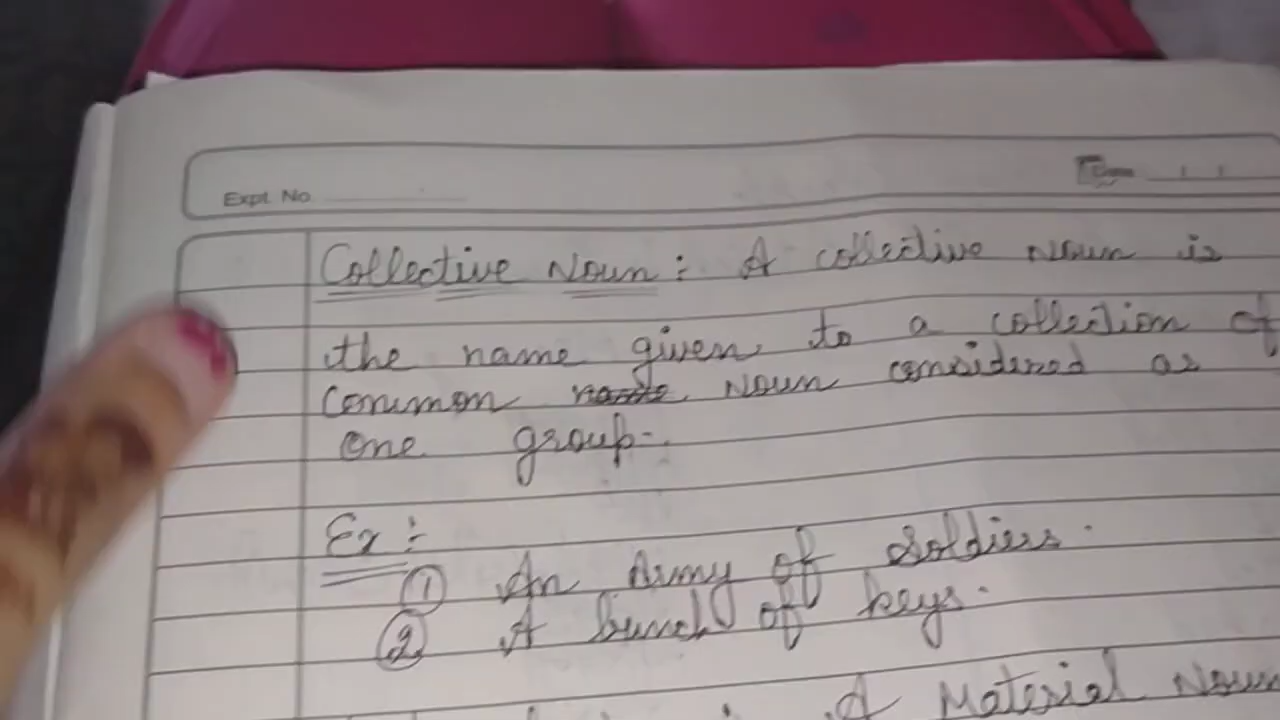 Expt. No
Date
Collective Noun : A collective Noun is
the name given to a collection of
common Noun considered as
one group.
Ex :-
① An Army of Soldiers.
② A bunch of keys.
A Material Noun